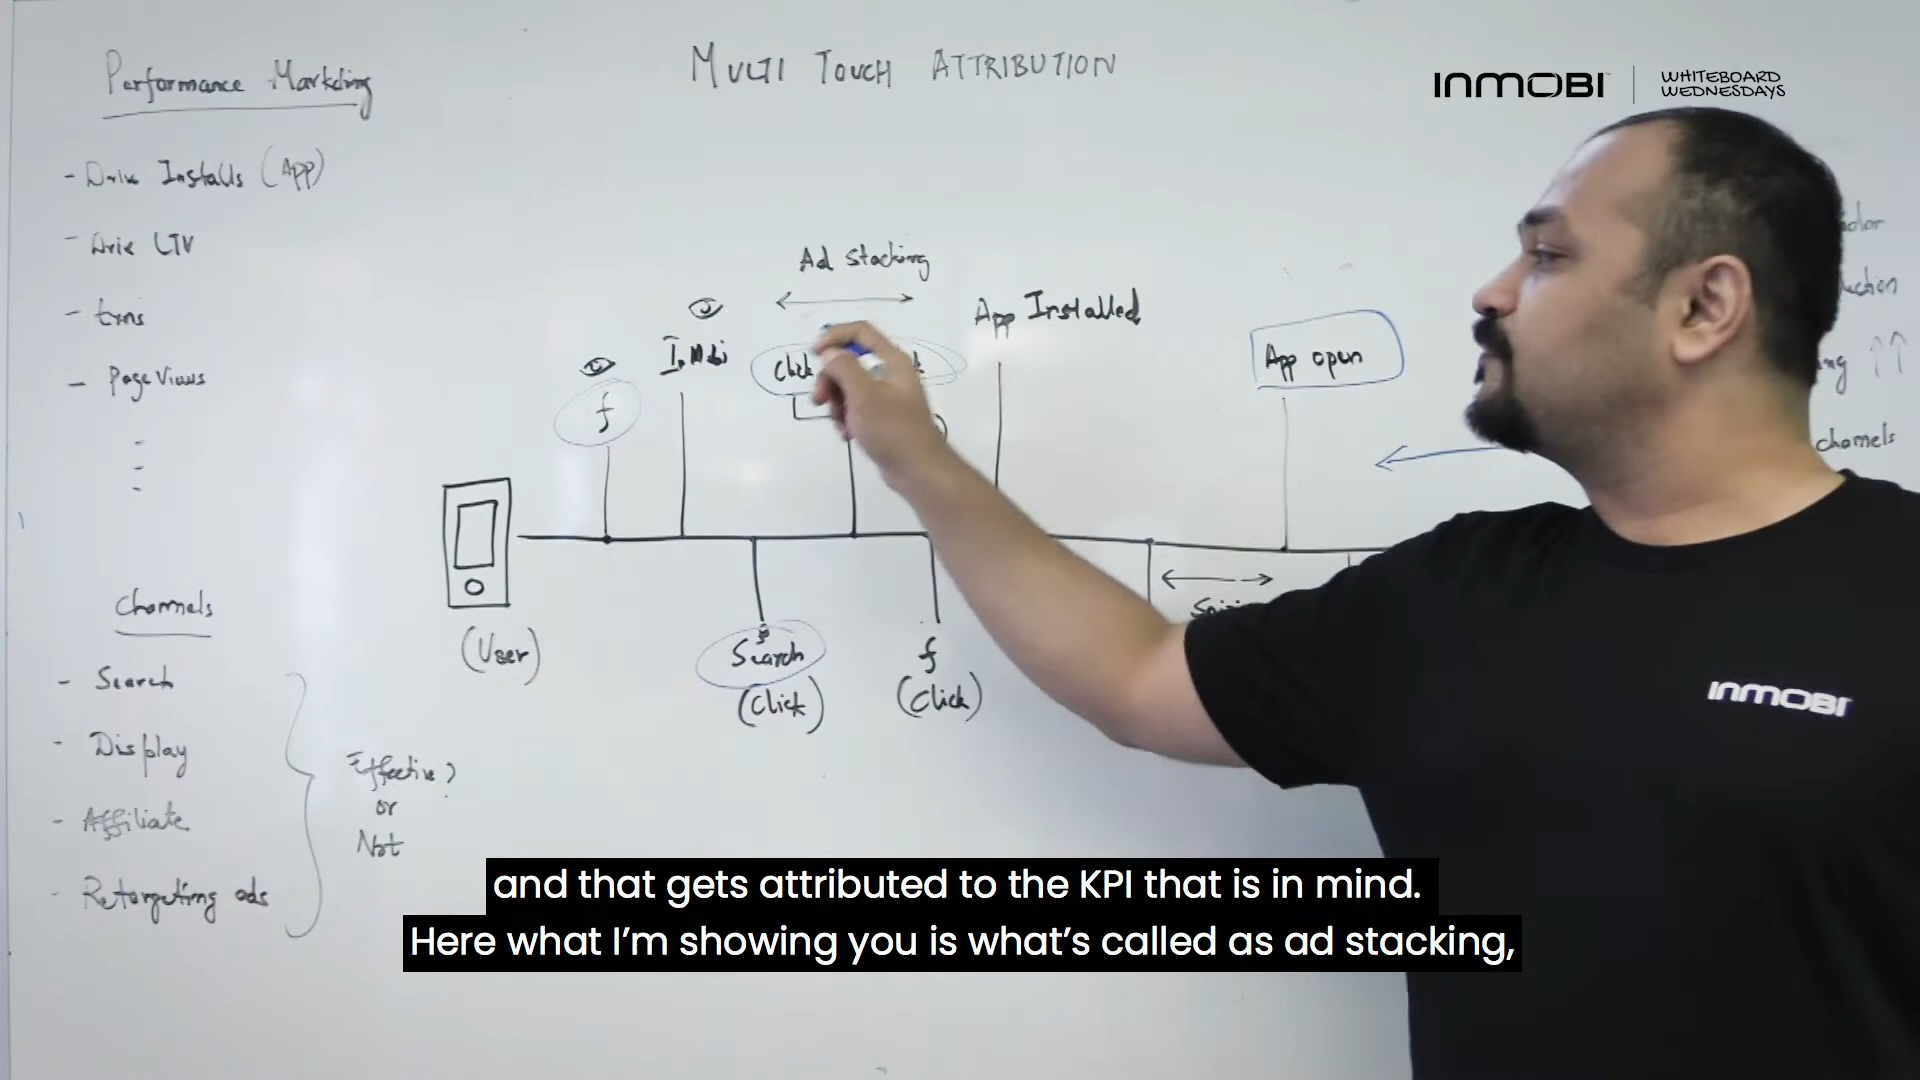 MULTI TOUCH ATTRIBUTION
INMOBI
WHITEBOARD
WEDNESDAYS
Performance Marketing
- Drive Installs (App)
- Drive LTV
- txns
- Page Views
-
-
-
Channels
- Search
- Display
- Affiliate
- Retargeting ads
Effective?
or
Not
(User)
f
InMobi
Ad Stacking
Click
App Installed
App open
Search
(Click)
f
(Click)
channels
INMOBI
and that gets attributed to the KPI that is in mind.
Here what I'm showing you is what's called as ad stacking,